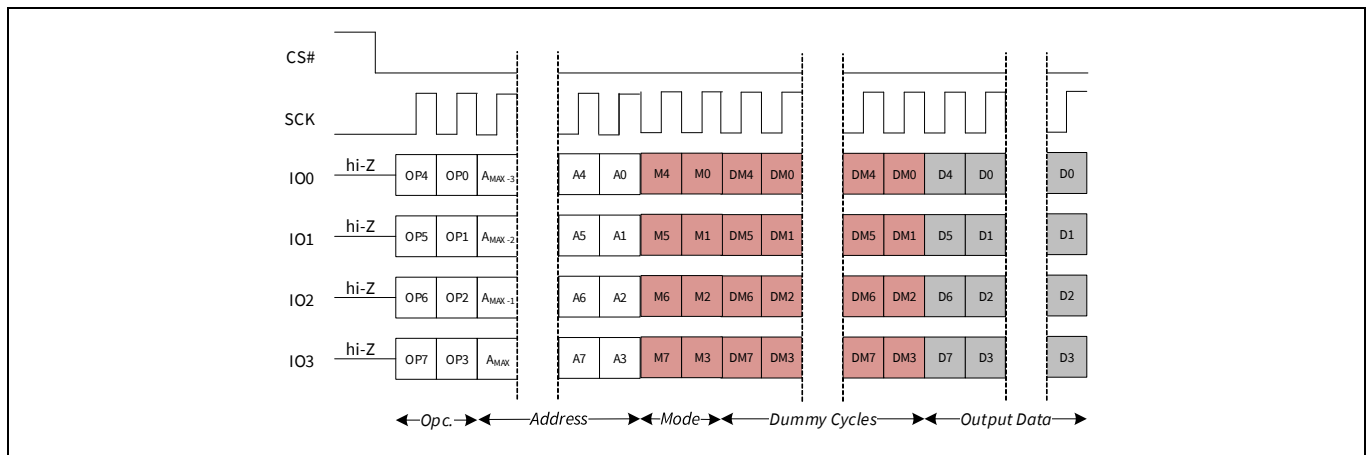 CS#
SCK
IO0 hi-Z OP4 OP0 AMAX-3 A4 A0 M4 M0 DM4 DM0 DM4 DM0 D4 D0 D0
IO1 hi-Z OP5 OP1 AMAX-2 A5 A1 M5 M1 DM5 DM1 DM5 DM1 D5 D1 D1
IO2 hi-Z OP6 OP2 AMAX-1 A6 A2 M6 M2 DM6 DM2 DM6 DM2 D6 D2 D2
IO3 hi-Z OP7 OP3 AMAX A7 A3 M7 M3 DM7 DM3 DM7 DM3 D7 D3 D3
Opc. Address Mode Dummy Cycles Output Data